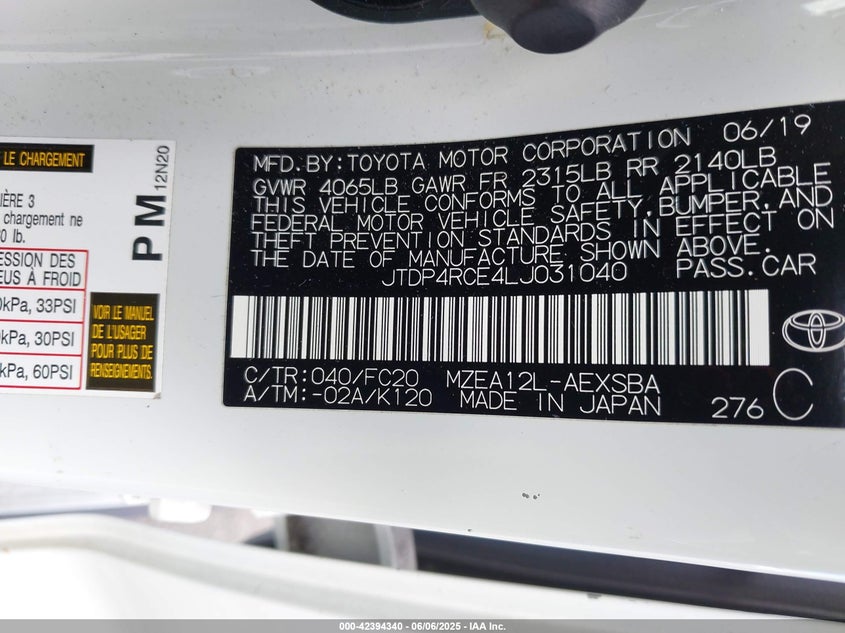 LE CHARGEMENT
IÈRE 3
chargement ne
0 lb.
ESSION DES
EUS À FROID
kPa, 33PSI
kPa, 30PSI
kPa, 60PSI
PM
12N20
VOIR LE MANUEL
DE L'USAGER
POUR PLUS DE
RENSEIGNEMENTS.
MFD. BY: TOYOTA MOTOR CORPORATION 06/19
GVWR 4065LB GAWR FR 2315LB RR 2140LB
THIS VEHICLE CONFORMS TO ALL APPLICABLE
FEDERAL MOTOR VEHICLE SAFETY, BUMPER, AND
THEFT PREVENTION STANDARDS IN EFFECT ON
THE DATE OF MANUFACTURE SHOWN ABOVE.
JTDP4RCE4LJ031040 PASS.CAR
C/TR: 040/FC20 MZEA12L-AEXSBA
A/TM: -02A/K120 MADE IN JAPAN 276 C
000-42394340 - 06/06/2025 - IAA Inc.